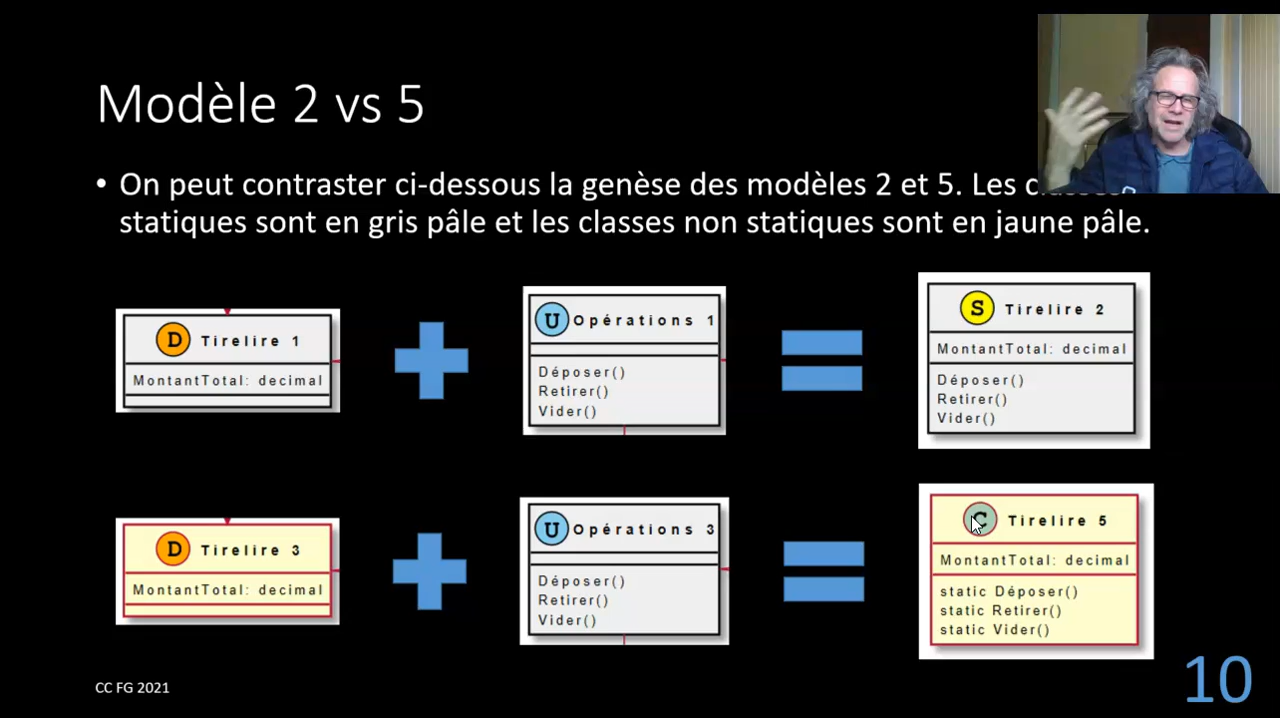 Modèle 2 vs 5
• On peut contraster ci-dessous la genèse des modèles 2 et 5. Les
statiques sont en gris pâle et les classes non statiques sont en jaune pâle.
D Tirelire 1
MontantTotal: decimal
U Opérations 1
Déposer()
Retirer()
Vider()
S Tirelire 2
MontantTotal: decimal
Déposer()
Retirer()
Vider()
D Tirelire 3
MontantTotal: decimal
U Opérations 3
Déposer()
Retirer()
Vider()
C Tirelire 5
MontantTotal: decimal
static Déposer()
static Retirer()
static Vider()
CC FG 2021
10